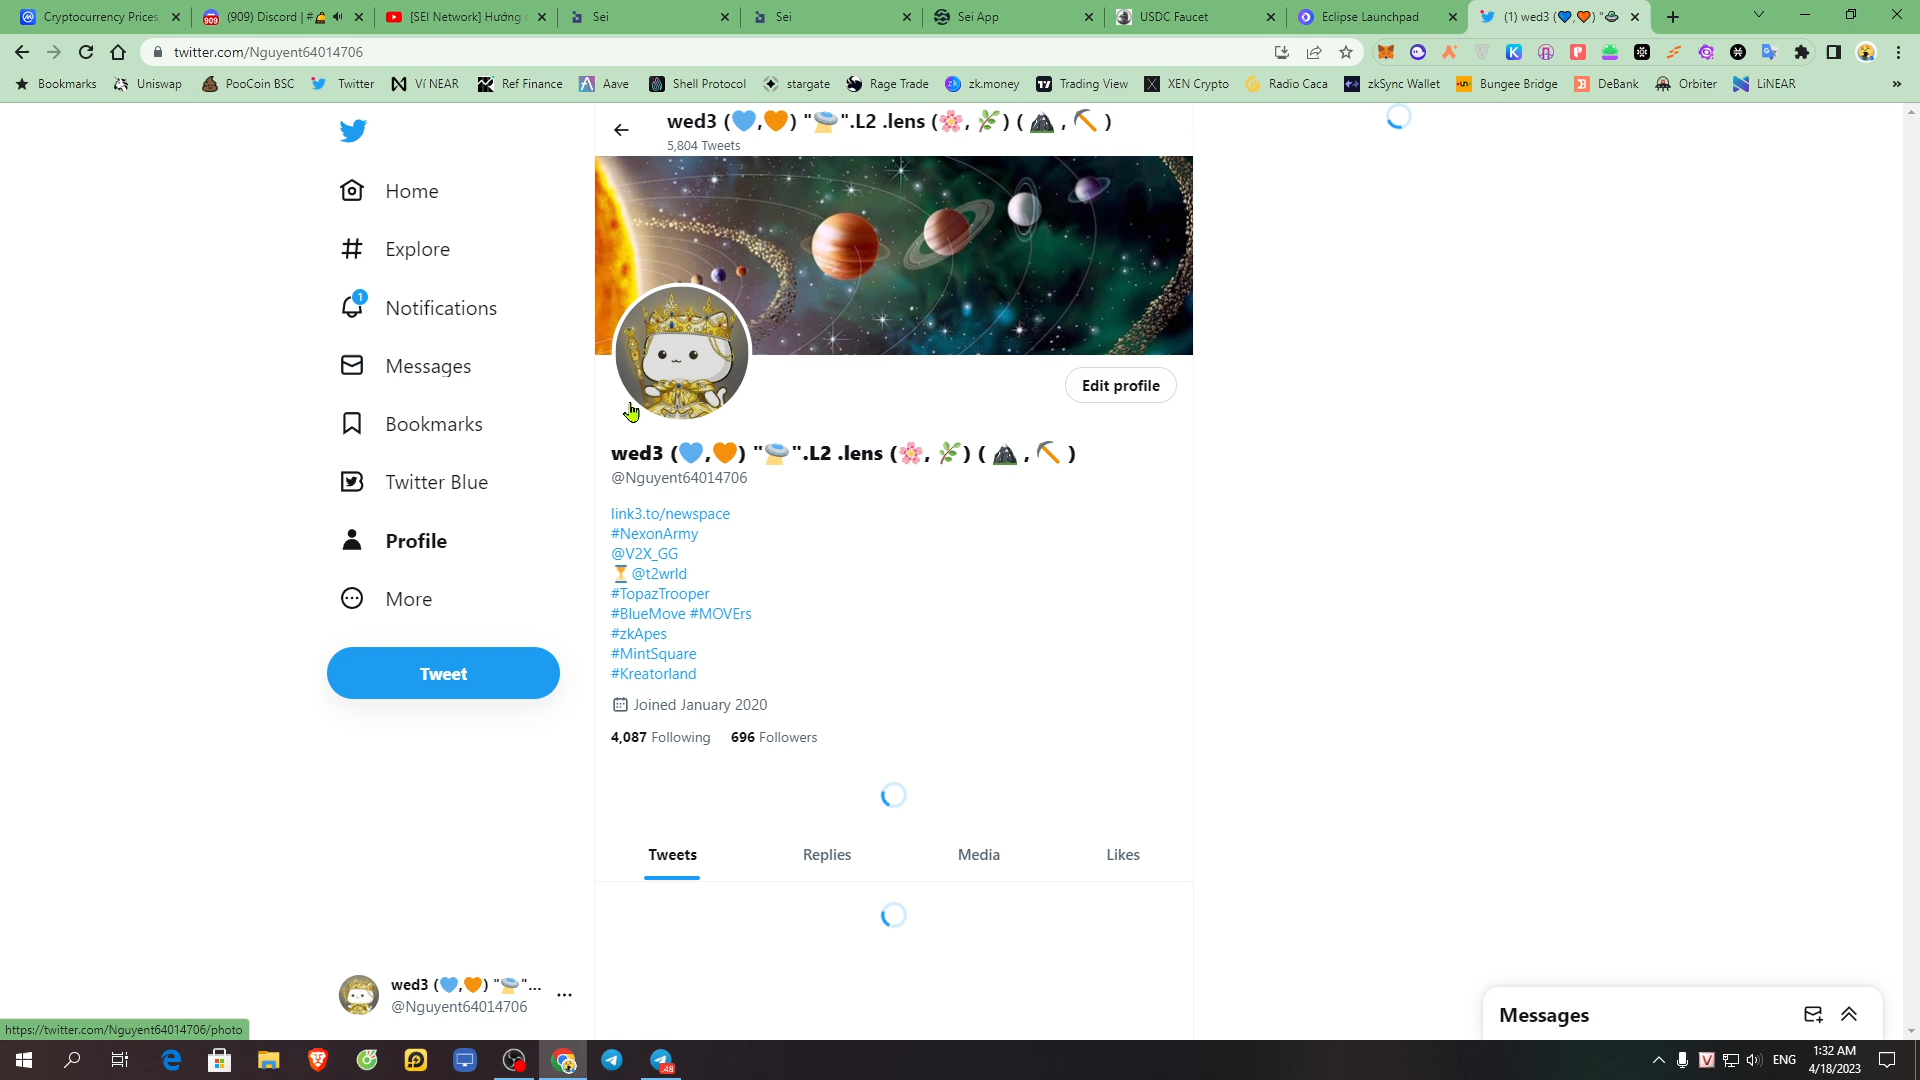 Cryptocurrency Prices,
(909) Discord | #
[SEI Network] Hướng
Sei
Sei
Sei App
USDC Faucet
Eclipse Launchpad
(1) wed3 (💙,🧡) "🛸
twitter.com/Nguyent64014706
Bookmarks
Uniswap
PooCoin BSC
Twitter
Ví NEAR
Ref Finance
Aave
Shell Protocol
stargate
Rage Trade
zk.money
Trading View
XEN Crypto
Radio Caca
zkSync Wallet
Bungee Bridge
DeBank
Orbiter
LiNEAR
»
Home
Explore
1
Notifications
Messages
Bookmarks
Twitter Blue
Profile
More
Tweet
wed3 (💙,🧡) "🛸"...
@Nguyent64014706
wed3 (💙,🧡) "🛸".L2 .lens (🌸, 🌿) ( ⛰️ , ⛏️ )
5,804 Tweets
Edit profile
wed3 (💙,🧡) "🛸".L2 .lens (🌸, 🌿) ( ⛰️ , ⛏️ )
@Nguyent64014706
link3.to/newspace
#NexonArmy
@V2X_GG
⏳ @t2wrld
#TopazTrooper
#BlueMove #MOVErs
#zkApes
#MintSquare
#Kreatorland
Joined January 2020
4,087 Following 696 Followers
Tweets
Replies
Media
Likes
Messages
https://twitter.com/Nguyent64014706/photo
48
ENG
1:32 AM
4/18/2023